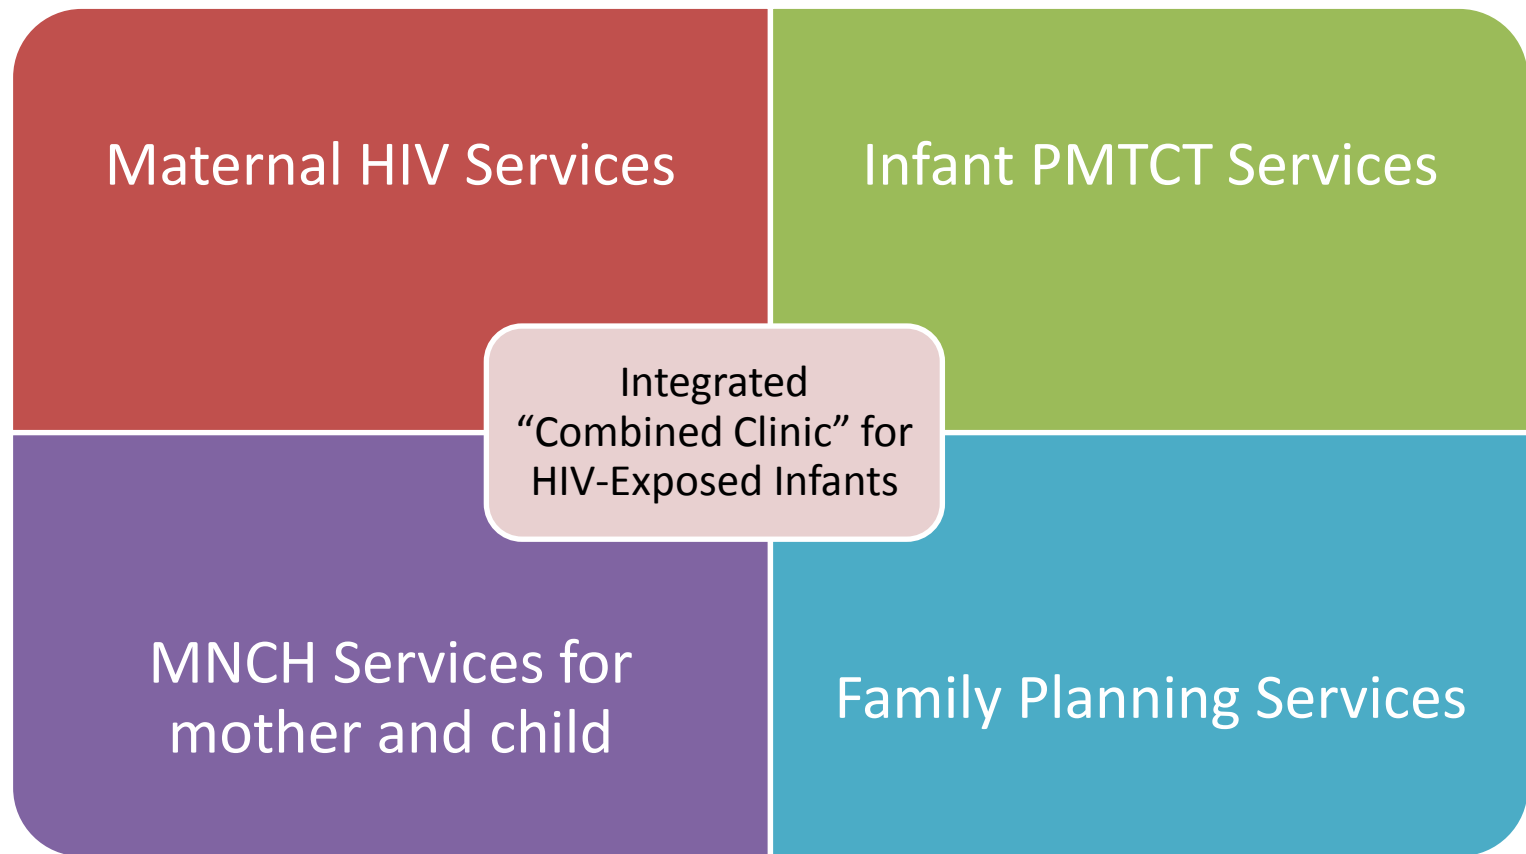 Maternal HIV Services
Infant PMTCT Services
Integrated
“Combined Clinic” for
HIV-Exposed Infants
MNCH Services for
mother and child
Family Planning Services